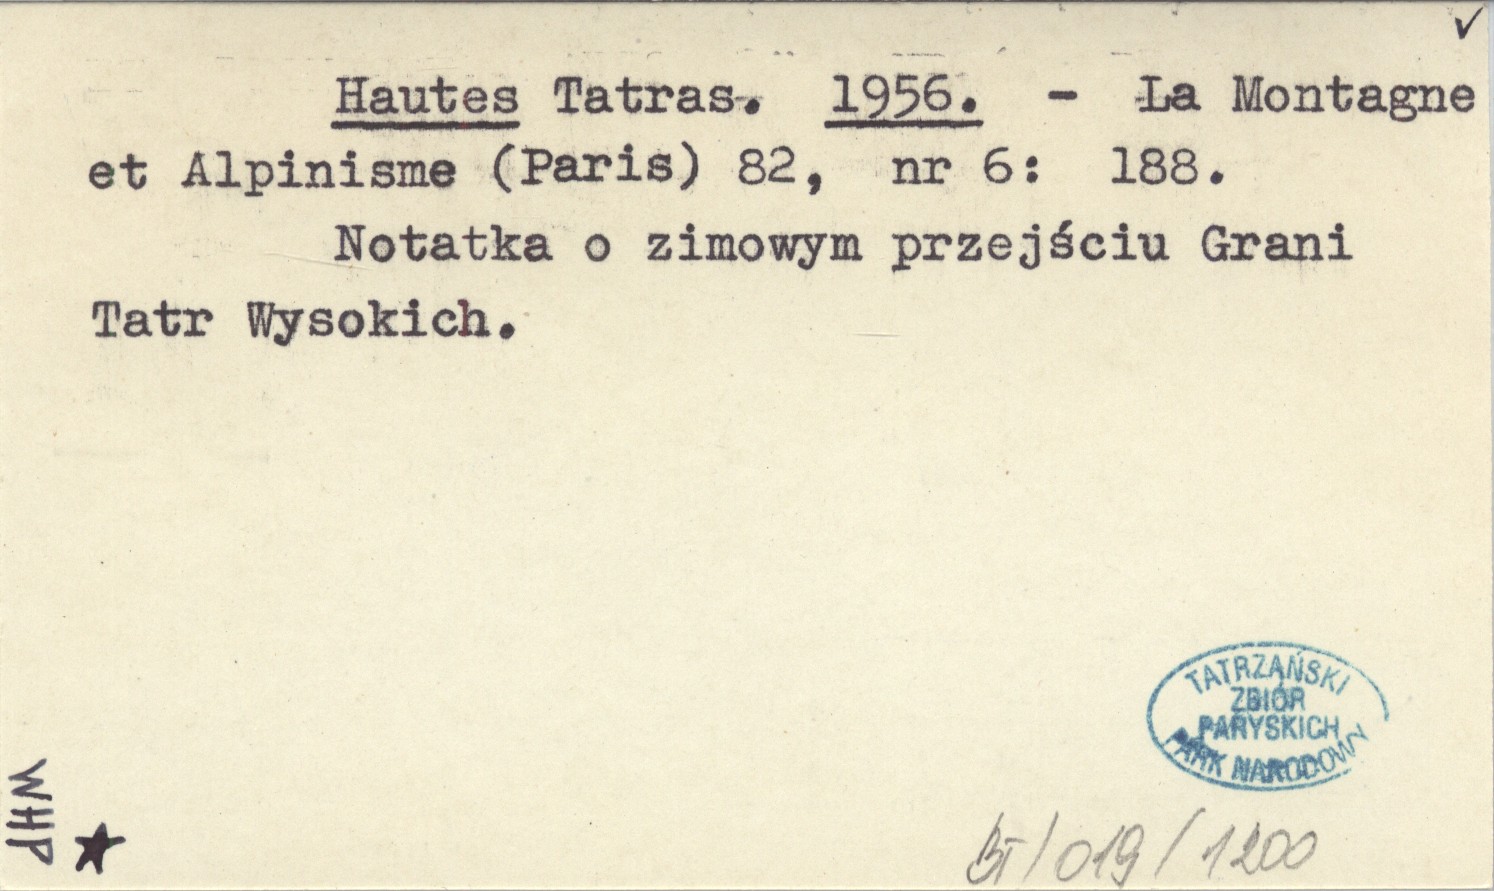 ✓
Hautes Tatras. 1956. - La Montagne
et Alpinisme (Paris) 82, nr 6: 188.
Notatka o zimowym przejściu Grani
Tatr Wysokich.
TATRZAŃSKI
ZBIÓR
PARYSKICH
PARK NARODOWY
WHP
BT/019/1200